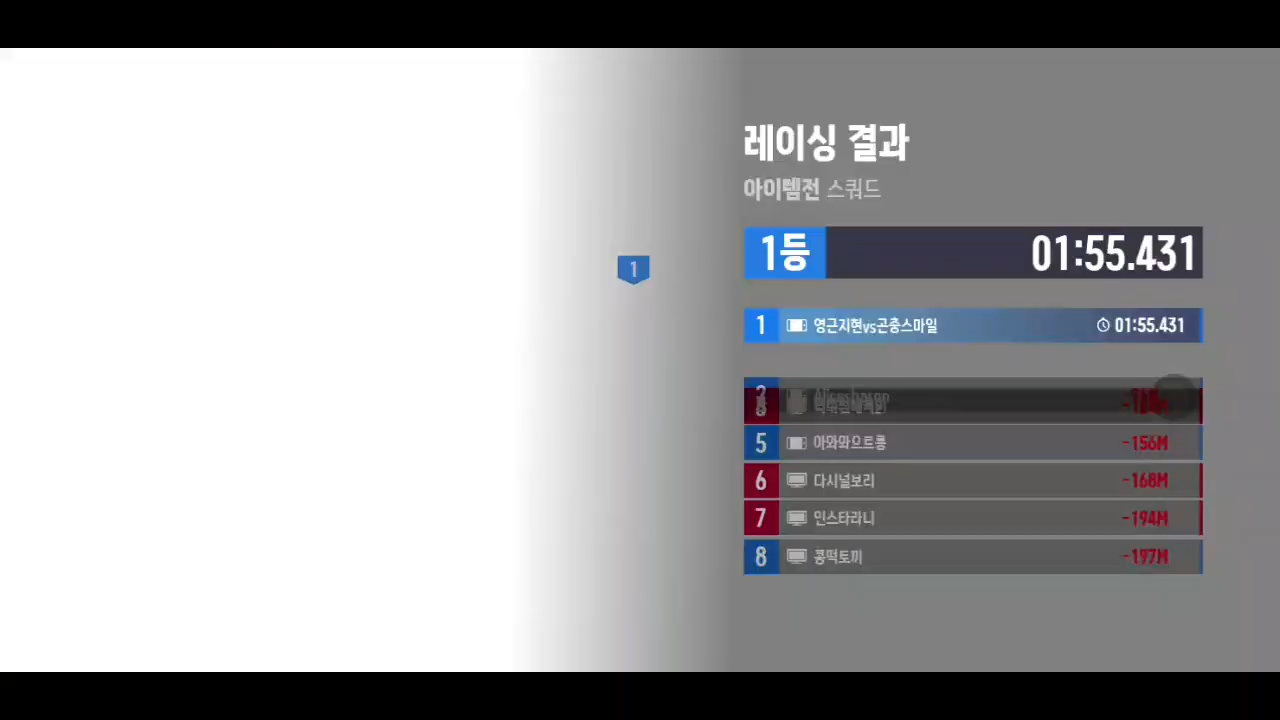 레이싱 결과
아이템전 스쿼드
1등 01:55.431
1
1 영근지현vs곤충스마일 01:55.431
5 아와와으트롱 -156M
6 다시널보리 -168M
7 인스타라니 -194M
8 콩떡토끼 -197M